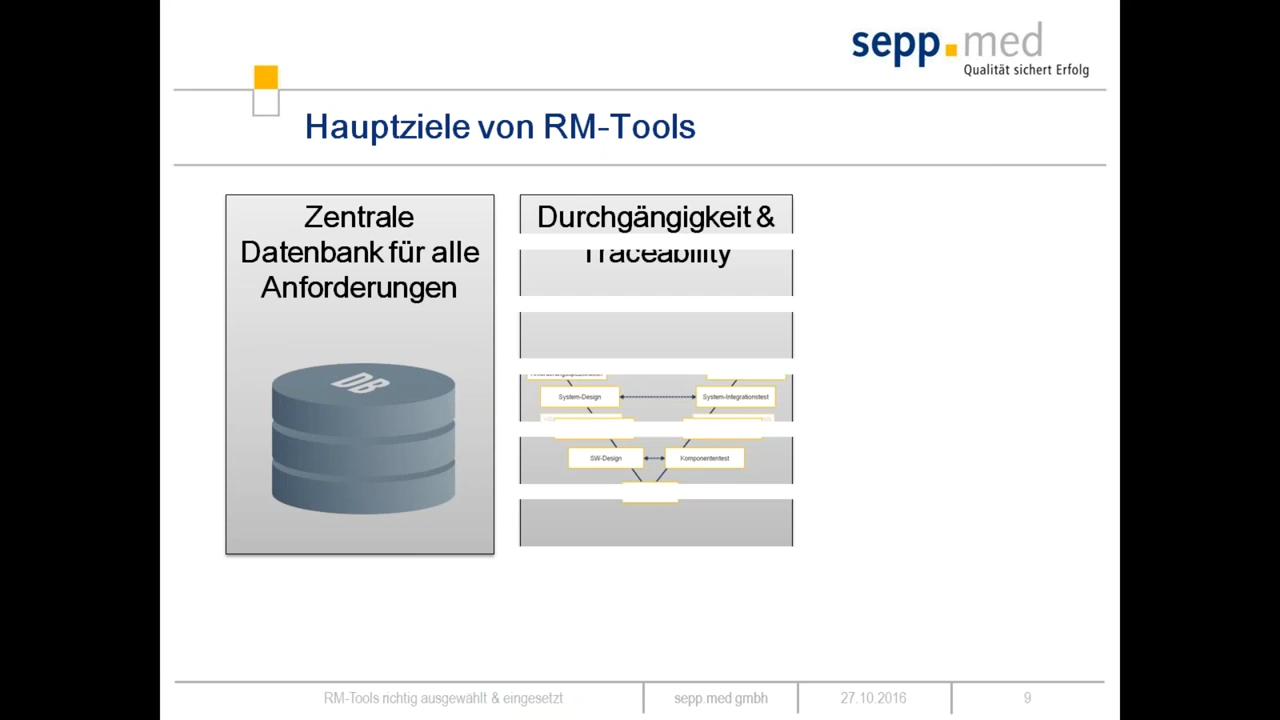 sepp.med
Qualität sichert Erfolg
Hauptziele von RM-Tools
Zentrale
Datenbank für alle
Anforderungen
DB
Durchgängigkeit &
Traceability
System-Design
System-Integrationstest
SW-Design
Komponententest
RM-Tools richtig ausgewählt & eingesetzt
sepp.med gmbh
27.10.2016
9